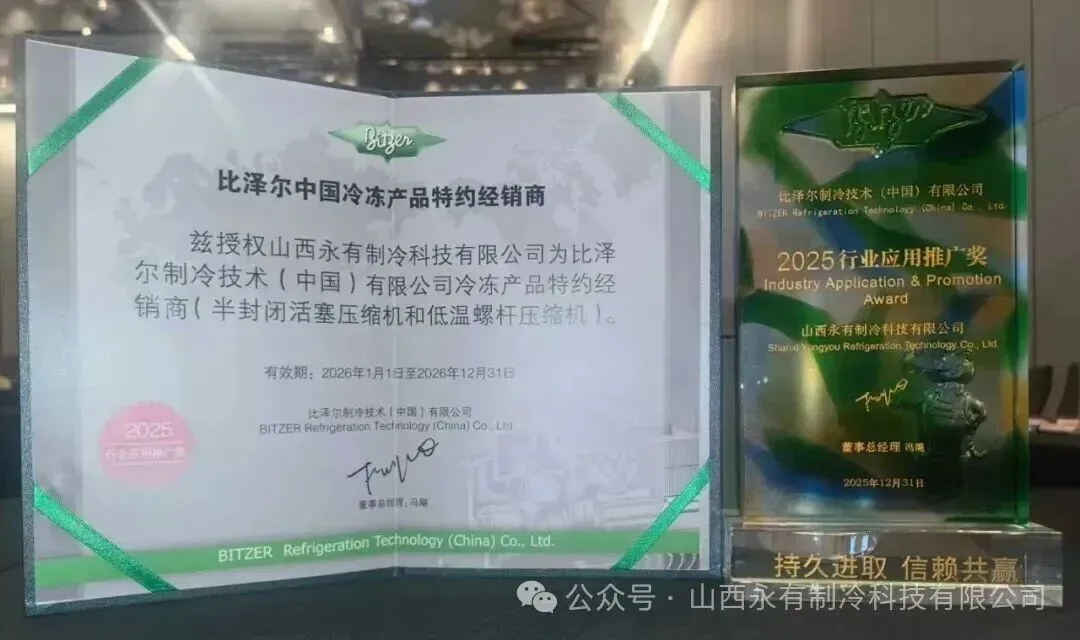 Bitzer
比泽尔中国冷冻产品特约经销商
兹授权山西永有制冷科技有限公司为比泽
尔制冷技术（中国）有限公司冷冻产品特约经
销商（半封闭活塞压缩机和低温螺杆压缩机）。
有效期：2026年1月1日至2026年12月31日
比泽尔制冷技术（中国）有限公司
BITZER Refrigeration Technology (China) Co., Ltd.
董事总经理：冯飚
2025
行业应用推广奖
BITZER Refrigeration Technology (China) Co., Ltd.
Bitzer
比泽尔制冷技术（中国）有限公司
BITZER Refrigeration Technology (China) Co., Ltd.
2025行业应用推广奖
Industry Application & Promotion
Award
山西永有制冷科技有限公司
Shanxi Yongyou Refrigeration Technology Co., Ltd.
董事总经理 冯飚
2025年12月31日
持久进取 信赖共赢
公众号 · 山西永有制冷科技有限公司